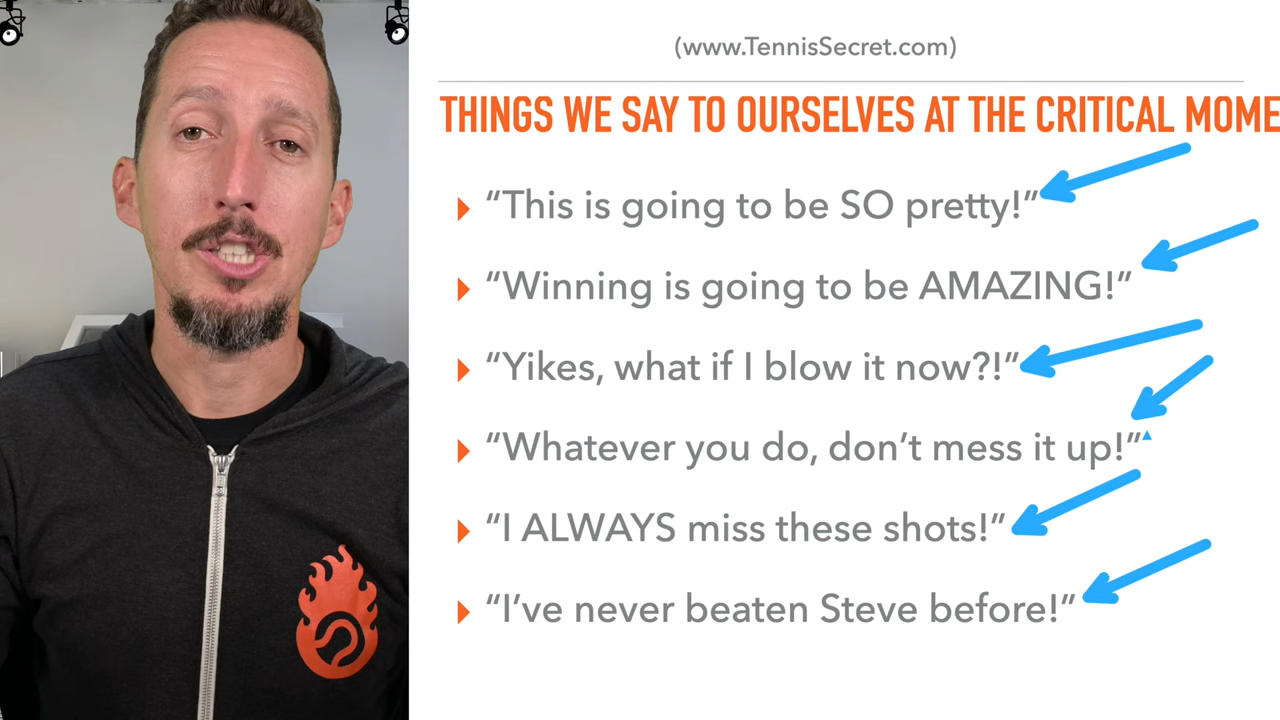 (www.TennisSecret.com)
THINGS WE SAY TO OURSELVES AT THE CRITICAL MOME
“This is going to be SO pretty!”
“Winning is going to be AMAZING!”
“Yikes, what if I blow it now?!”
“Whatever you do, don’t mess it up!”
“I ALWAYS miss these shots!”
“I’ve never beaten Steve before!”